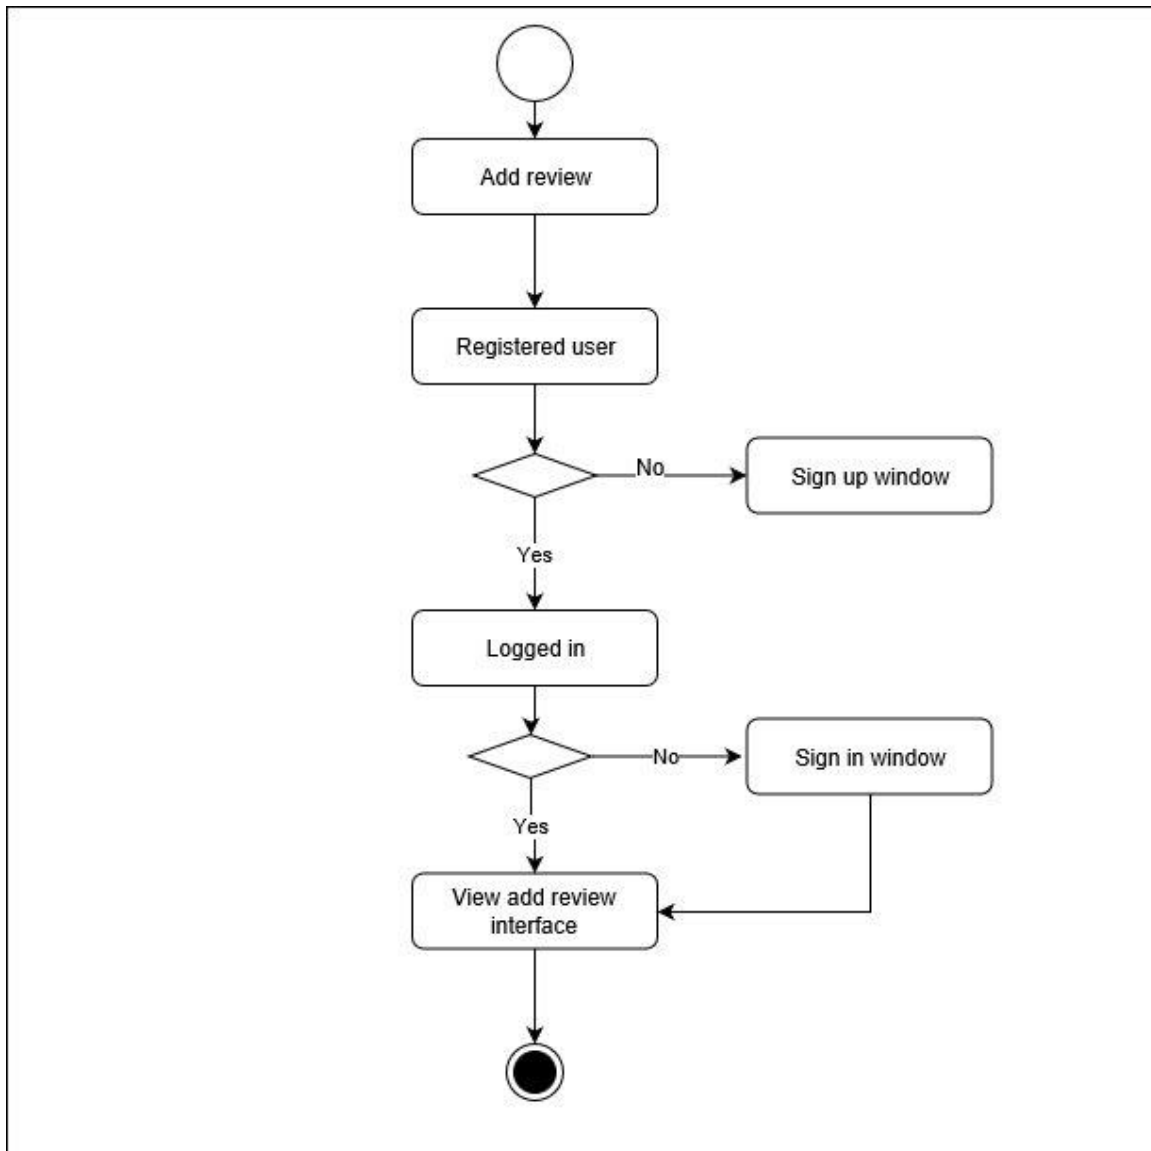 Add review
Registered user
No
Sign up window
Yes
Logged in
No
Sign in window
Yes
View add review
interface